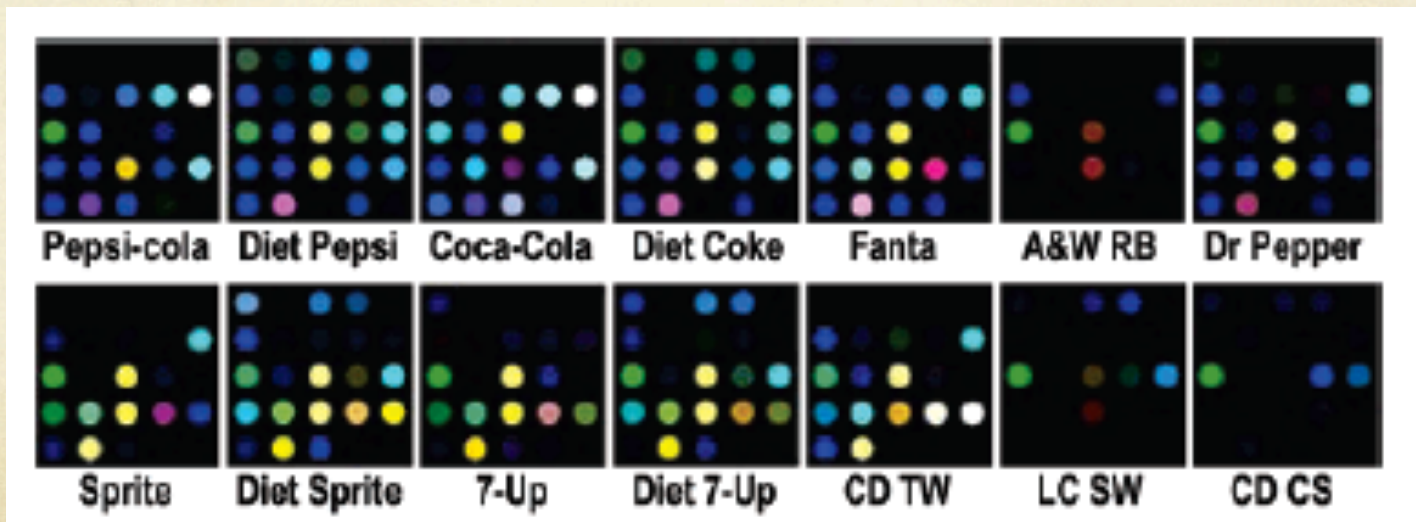 Pepsi-cola Diet Pepsi Coca-Cola Diet Coke Fanta A&W RB Dr Pepper
Sprite Diet Sprite 7-Up Diet 7-Up CD TW LC SW CD CS